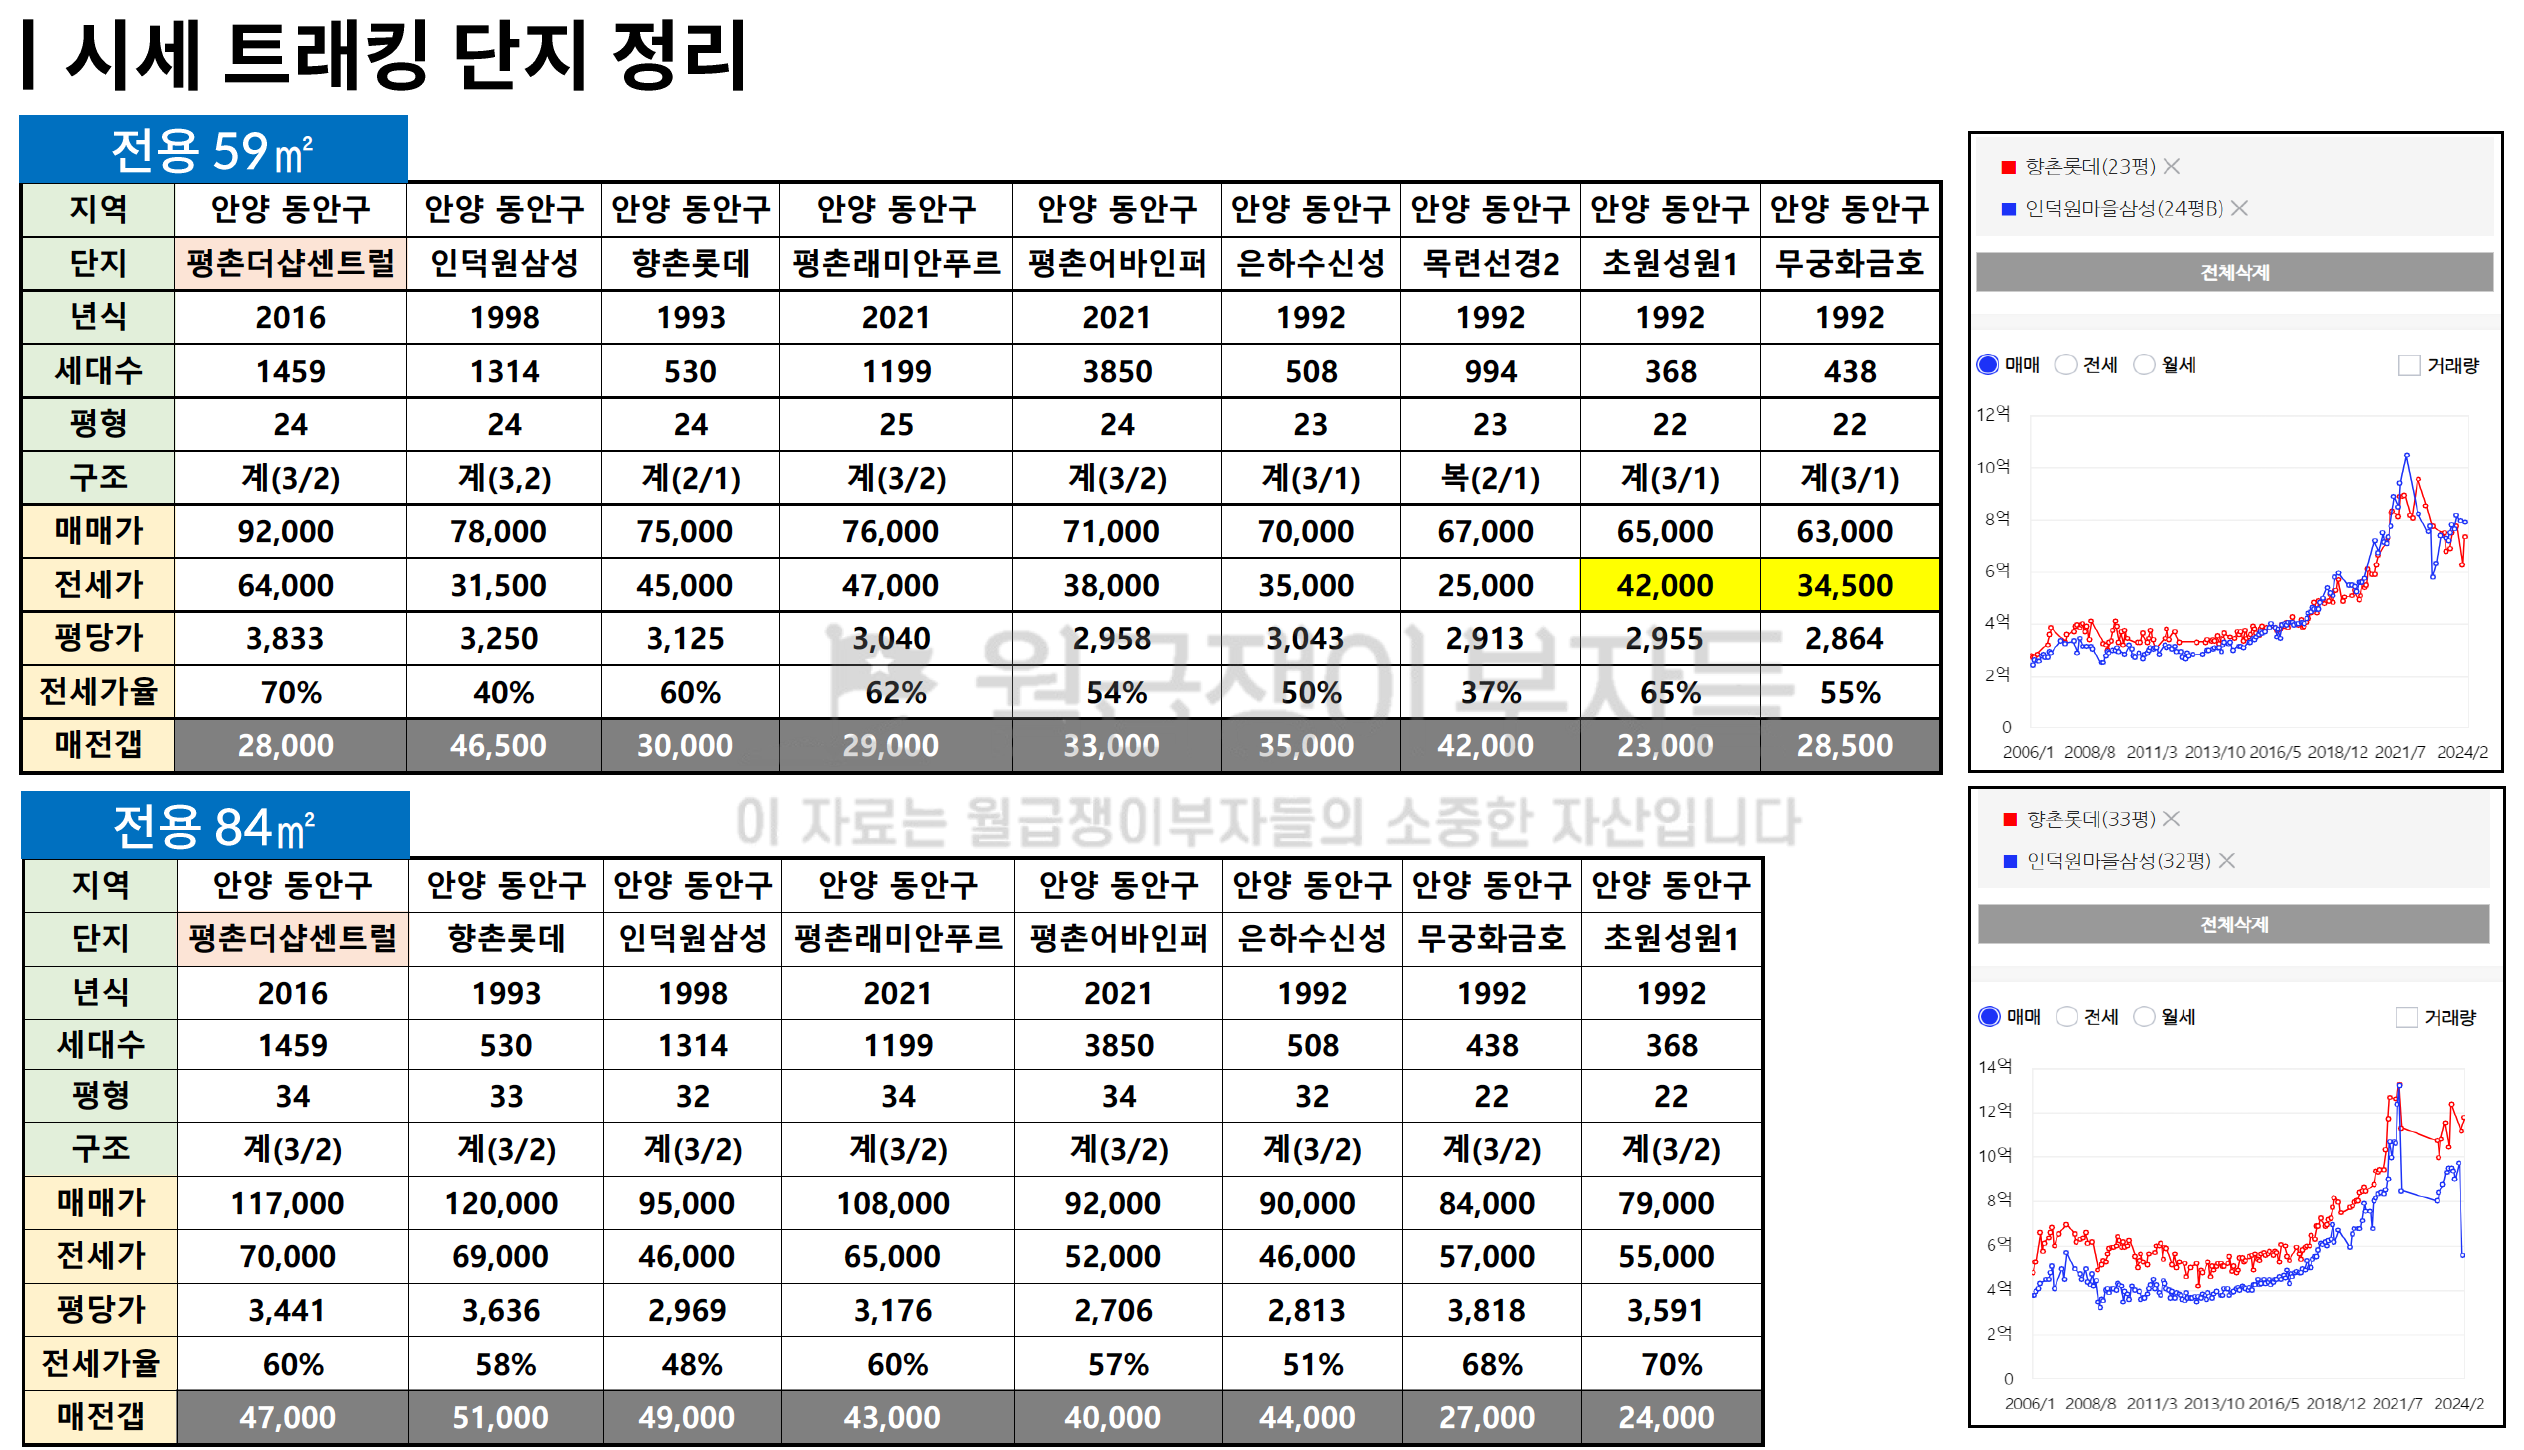 | 시세 트래킹 단지 정리
전용 59㎡
지역 안양 동안구 안양 동안구 안양 동안구 안양 동안구 안양 동안구 안양 동안구 안양 동안구 안양 동안구 안양 동안구
단지 평촌더샵센트럴 인덕원삼성 향촌롯데 평촌래미안푸르 평촌어바인퍼 은하수신성 목련선경2 초원성원1 무궁화금호
년식 2016 1998 1993 2021 2021 1992 1992 1992 1992
세대수 1459 1314 530 1199 3850 508 994 368 438
평형 24 24 24 25 24 23 23 22 22
구조 계(3/2) 계(3,2) 계(2/1) 계(3/2) 계(3/2) 계(3/1) 복(2/1) 계(3/1) 계(3/1)
매매가 92,000 78,000 75,000 76,000 71,000 70,000 67,000 65,000 63,000
전세가 64,000 31,500 45,000 47,000 38,000 35,000 25,000 42,000 34,500
평당가 3,833 3,250 3,125 3,040 2,958 3,043 2,913 2,955 2,864
전세가율 70% 40% 60% 62% 54% 50% 37% 65% 55%
매전갭 28,000 46,500 30,000 29,000 33,000 35,000 42,000 23,000 28,500
월급쟁이부자들
이 자료는 월급쟁이부자들의 소중한 자산입니다
전용 84㎡
지역 안양 동안구 안양 동안구 안양 동안구 안양 동안구 안양 동안구 안양 동안구 안양 동안구 안양 동안구
단지 평촌더샵센트럴 향촌롯데 인덕원삼성 평촌래미안푸르 평촌어바인퍼 은하수신성 무궁화금호 초원성원1
년식 2016 1993 1998 2021 2021 1992 1992 1992
세대수 1459 530 1314 1199 3850 508 438 368
평형 34 33 32 34 34 32 22 22
구조 계(3/2) 계(3/2) 계(3/2) 계(3/2) 계(3/2) 계(3/2) 계(3/2) 계(3/2)
매매가 117,000 120,000 95,000 108,000 92,000 90,000 84,000 79,000
전세가 70,000 69,000 46,000 65,000 52,000 46,000 57,000 55,000
평당가 3,441 3,636 2,969 3,176 2,706 2,813 3,818 3,591
전세가율 60% 58% 48% 60% 57% 51% 68% 70%
매전갭 47,000 51,000 49,000 43,000 40,000 44,000 27,000 24,000
향촌롯데(23평)
인덕원마을삼성(24평B)
전체삭제
매매 전세 월세 거래량
12억
10억
8억
6억
4억
2억
0
2006/1 2008/8 2011/3 2013/10 2016/5 2018/12 2021/7 2024/2
향촌롯데(33평)
인덕원마을삼성(32평)
전체삭제
매매 전세 월세 거래량
14억
12억
10억
8억
6억
4억
2억
0
2006/1 2008/8 2011/3 2013/10 2016/5 2018/12 2021/7 2024/2